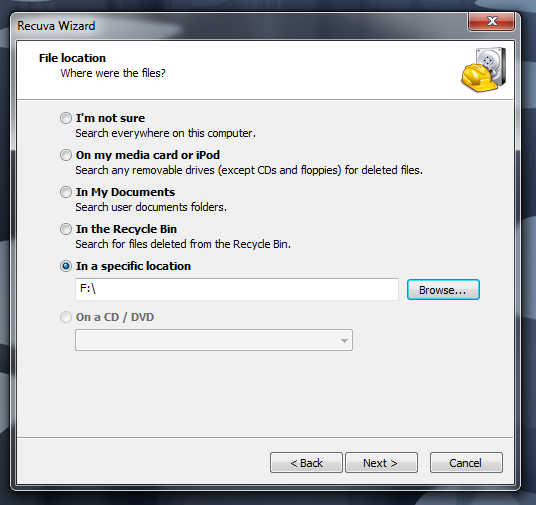 Recuva Wizard
File location
Where were the files?
I'm not sure
Search everywhere on this computer.
On my media card or iPod
Search any removable drives (except CDs and floppies) for deleted files.
In My Documents
Search user documents folders.
In the Recycle Bin
Search for files deleted from the Recycle Bin.
In a specific location
F:\
Browse...
On a CD / DVD
< Back Next > Cancel